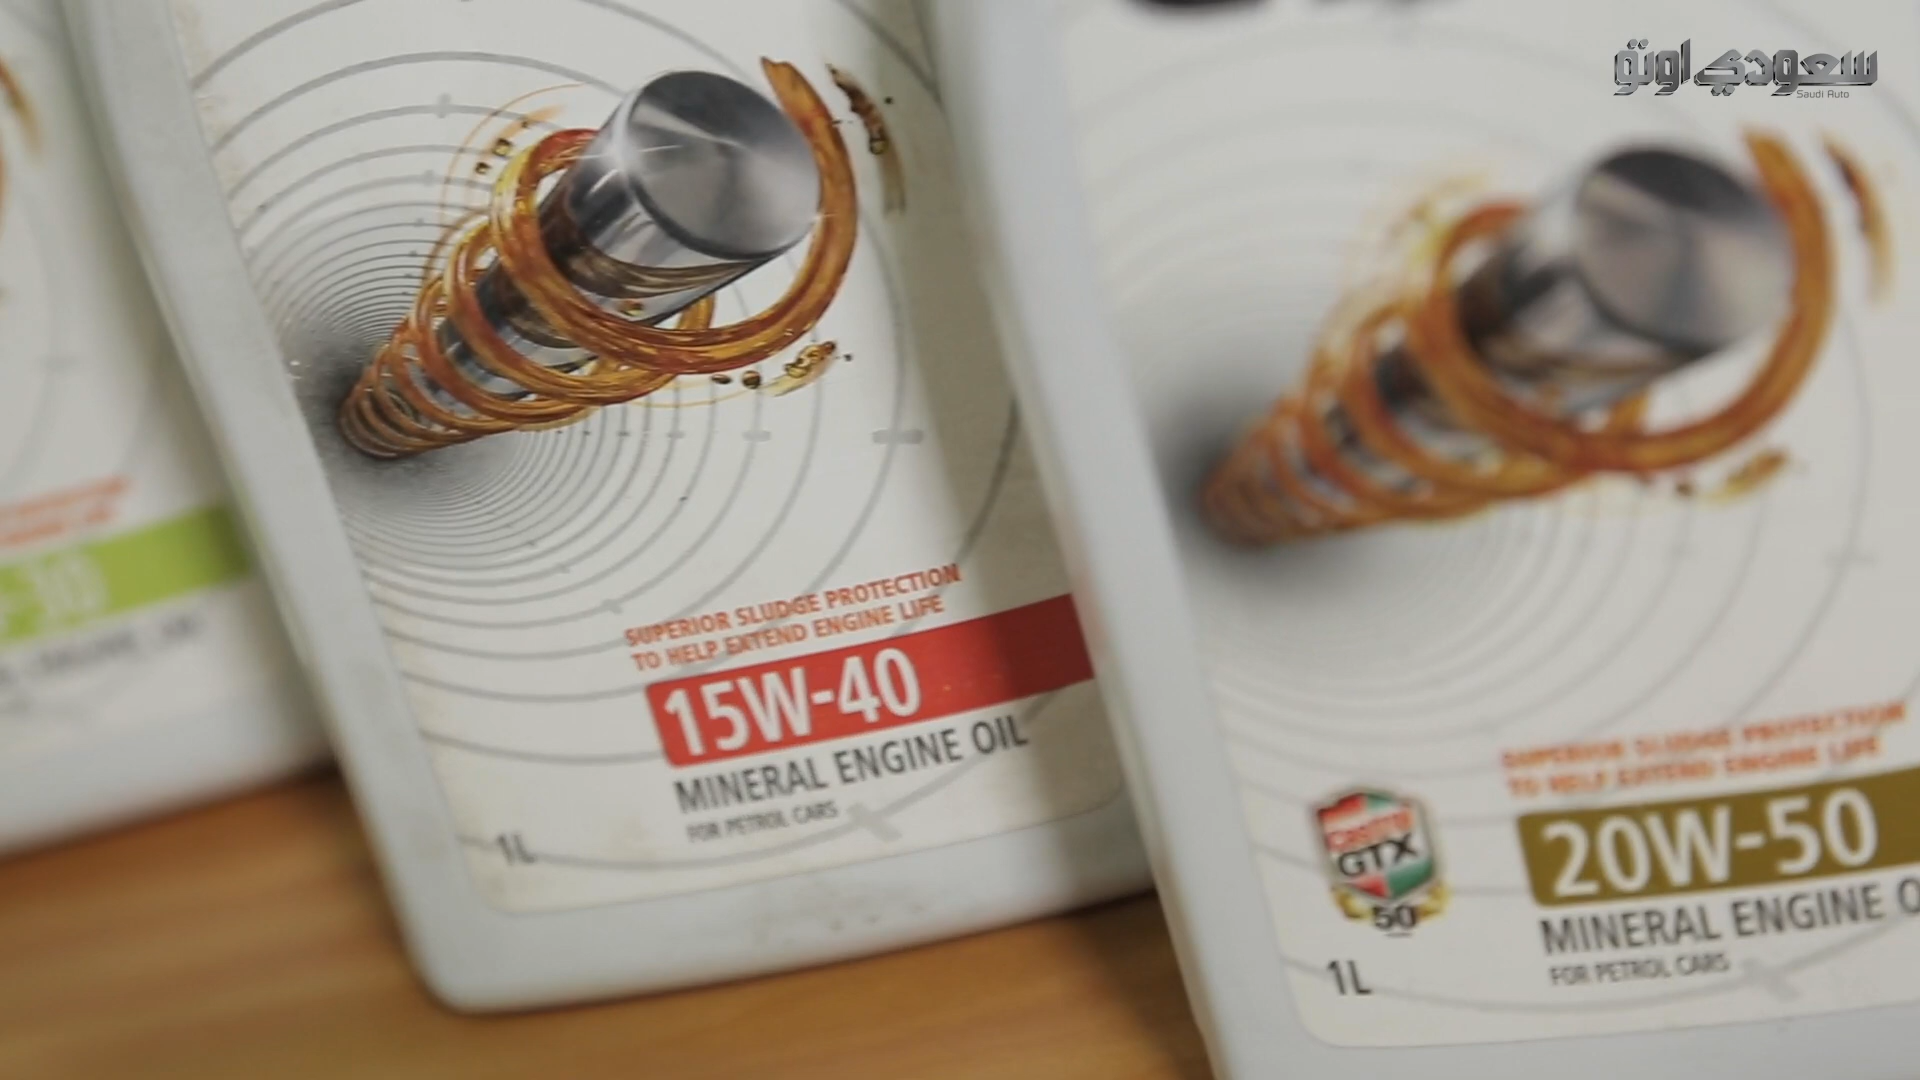 سعودي اوتو
Saudi Auto
SUPERIOR SLUDGE PROTECTION
TO HELP EXTEND ENGINE LIFE
15W-40
MINERAL ENGINE OIL
FOR PETROL CARS
1L
SUPERIOR SLUDGE PROTECTION
TO HELP EXTEND ENGINE LIFE
Castrol
GTX
50
20W-50
MINERAL ENGINE
FOR PETROL CARS
1L